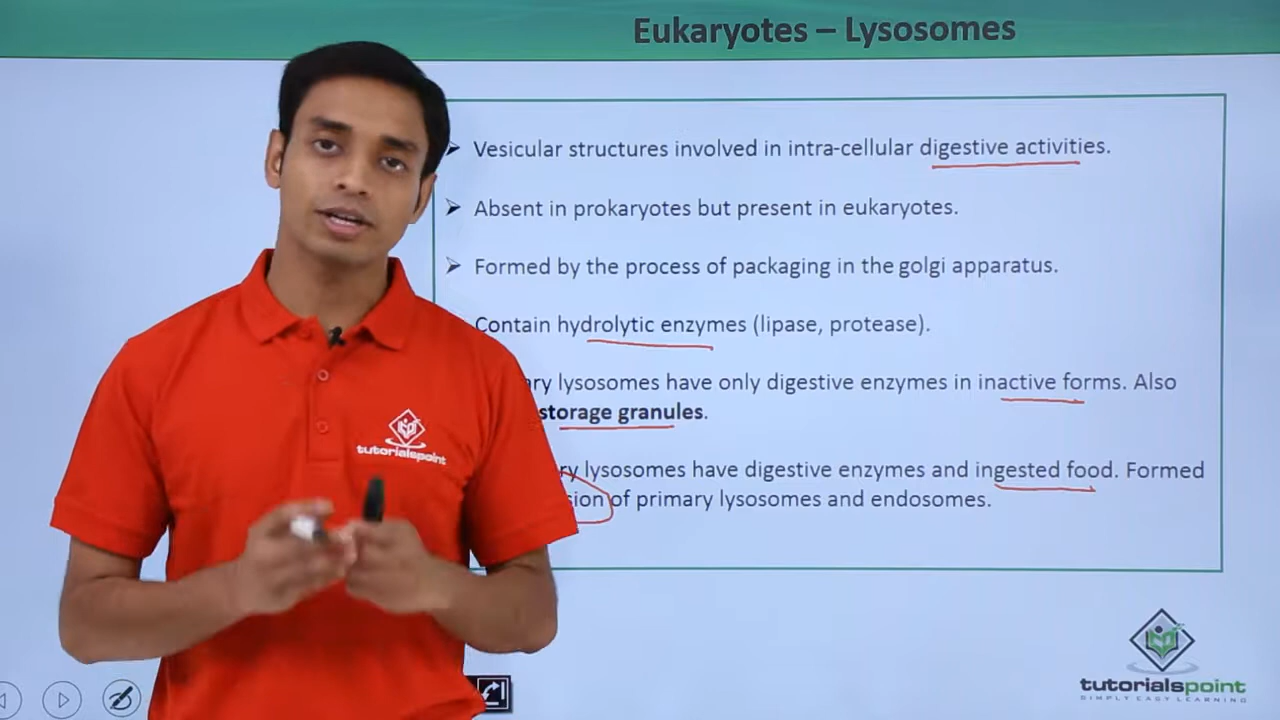 Eukaryotes – Lysosomes
Vesicular structures involved in intra-cellular digestive activities.
Absent in prokaryotes but present in eukaryotes.
Formed by the process of packaging in the golgi apparatus.
Contain hydrolytic enzymes (lipase, protease).
ary lysosomes have only digestive enzymes in inactive forms. Also
storage granules.
ry lysosomes have digestive enzymes and ingested food. Formed
sion of primary lysosomes and endosomes.
tutorialspoint
tutorialspoint
SIMPLY EASY LEARNING